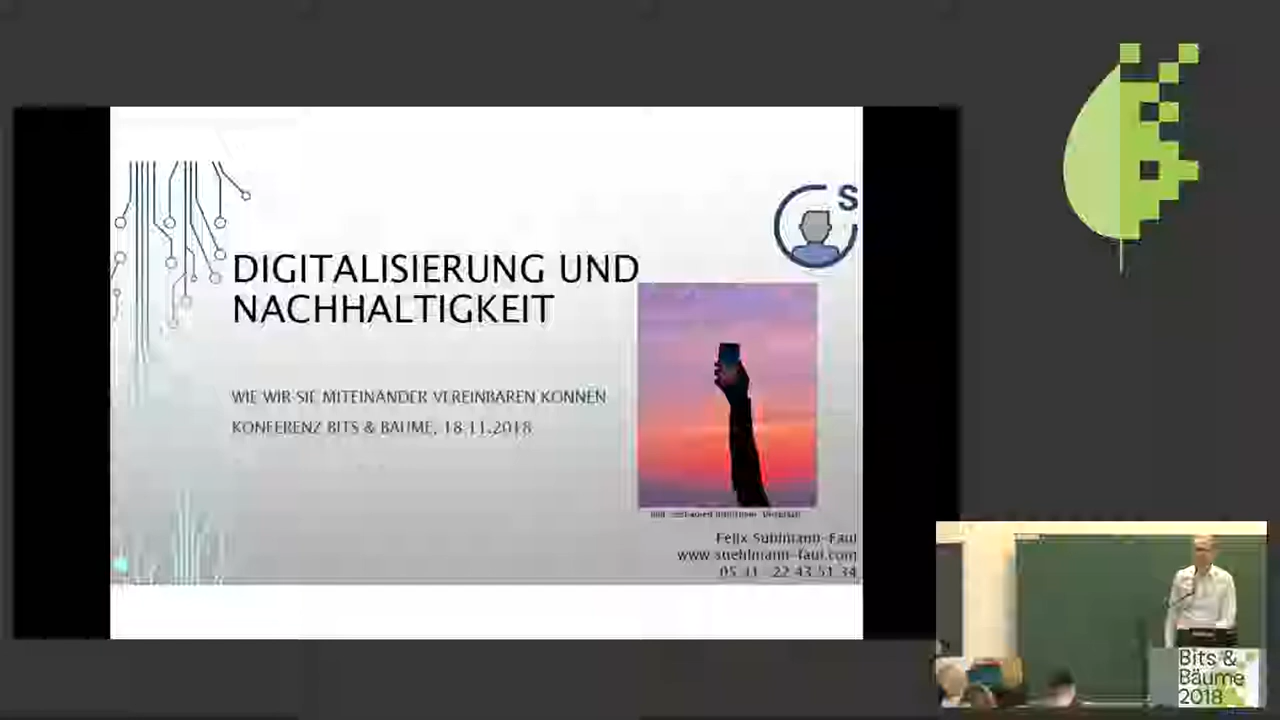 S
DIGITALISIERUNG UND
NACHHALTIGKEIT
WIE WIR SIE MITEINANDER VEREINBAREN KÖNNEN
KONFERENZ BITS & BÄUME, 18.11.2018
Felix Sühlmann-Faul
www.suehlmann-faul.com
05 31 - 22 43 51 34
Bits &
Bäume
2018